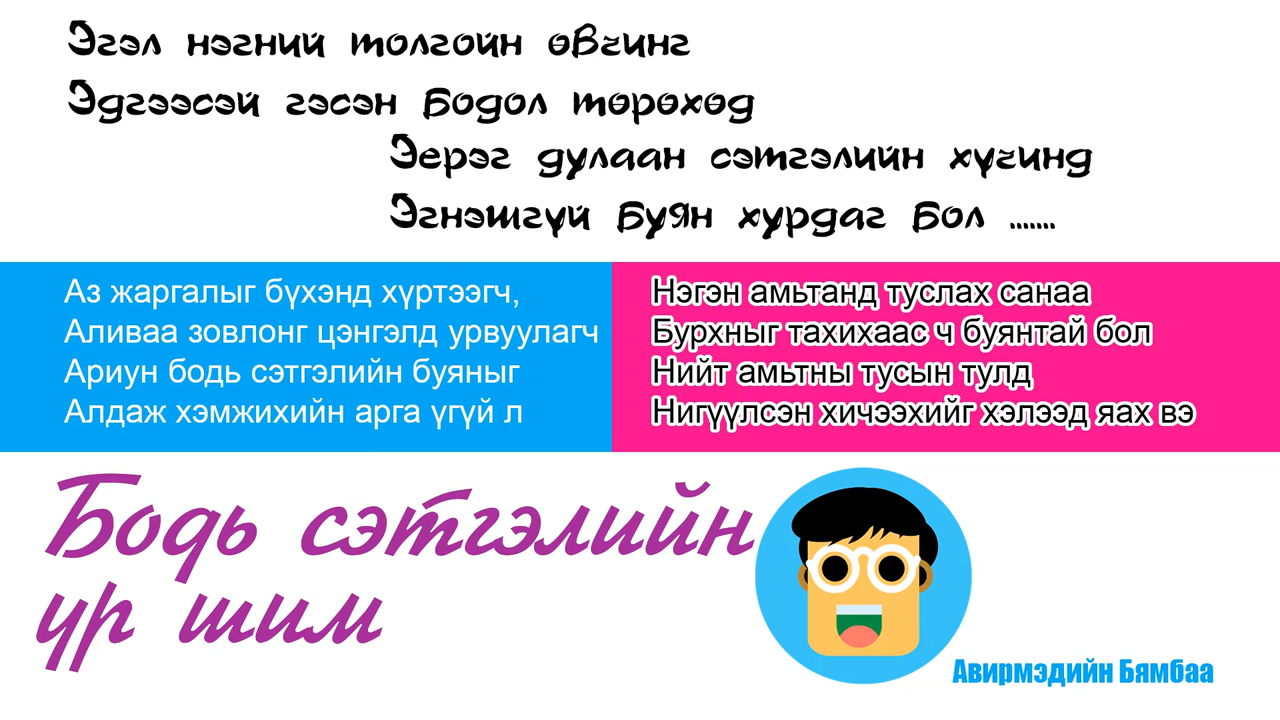 Эгэл нэгний толгойн өвчинг
Эдгээсэй гэсэн бодол төрөхөд
Ээрэг дулаан сэтгэлийн хүчинд
Эгнэшгүй буян хурдаг бол .......
Аз жаргалыг бүхэнд хүртээгч,
Аливаа зовлонг цэнгэлд урвуулагч
Ариун бодь сэтгэлийн буяныг
Алдаж хэмжихийн арга үгүй л
Нэгэн амьтанд туслах санаа
Бурхныг тахихаас ч буянтай бол
Нийт амьтны тусын тулд
Нигүүлсэн хичээхийг хэлээд яах вэ
Бодь сэтгэлийн
үр шим
Авирмэдийн Бямбаа